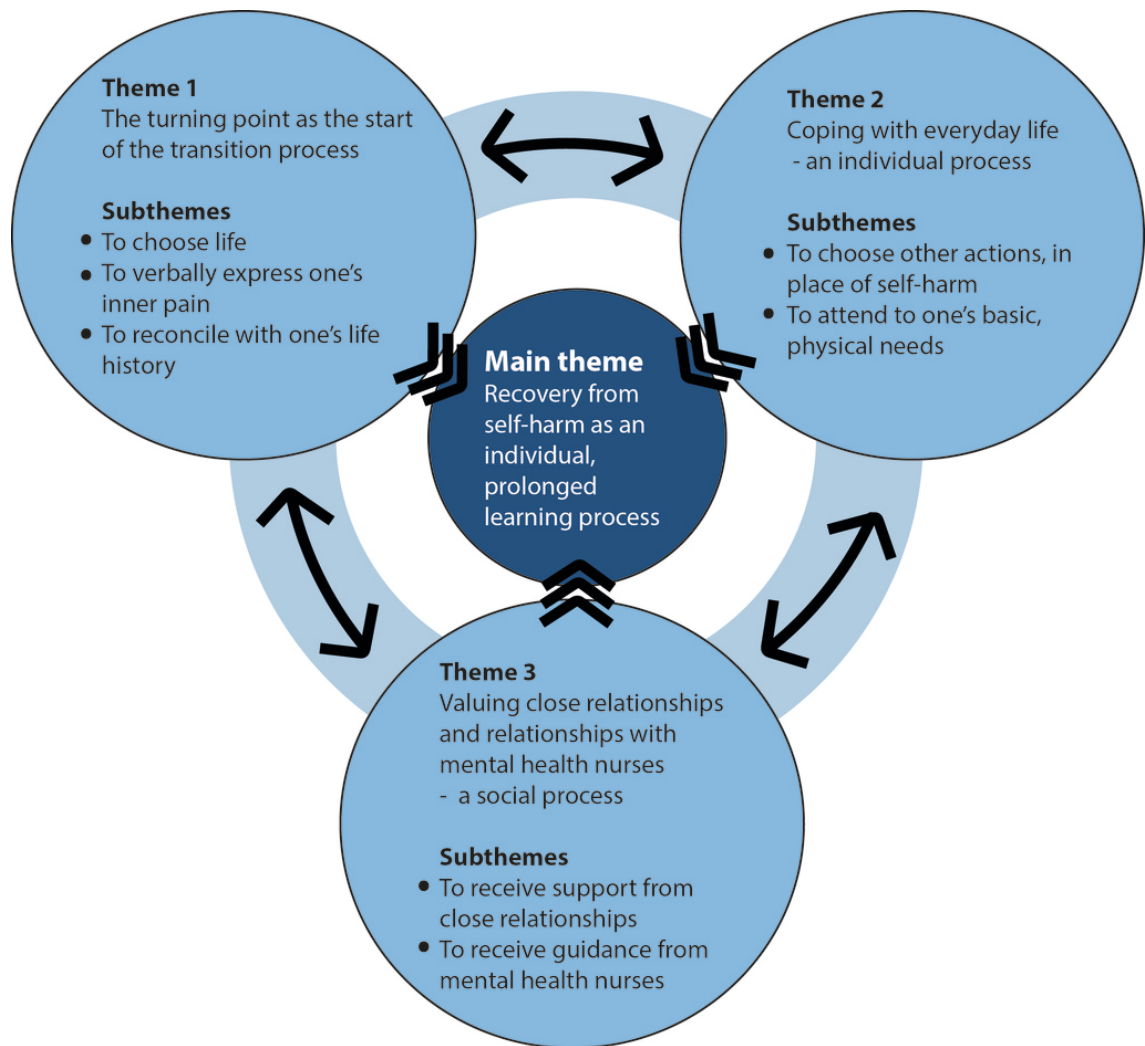 Theme 1
The turning point as the start
of the transition process
Subthemes
• To choose life
• To verbally express one's
inner pain
• To reconcile with one's life
history
Theme 2
Coping with everyday life
- an individual process
Subthemes
• To choose other actions, in
place of self-harm
• To attend to one's basic,
physical needs
Main theme
Recovery from
self-harm as an
individual,
prolonged
learning process
Theme 3
Valuing close relationships
and relationships with
mental health nurses
- a social process
Subthemes
• To receive support from
close relationships
• To receive guidance from
mental health nurses